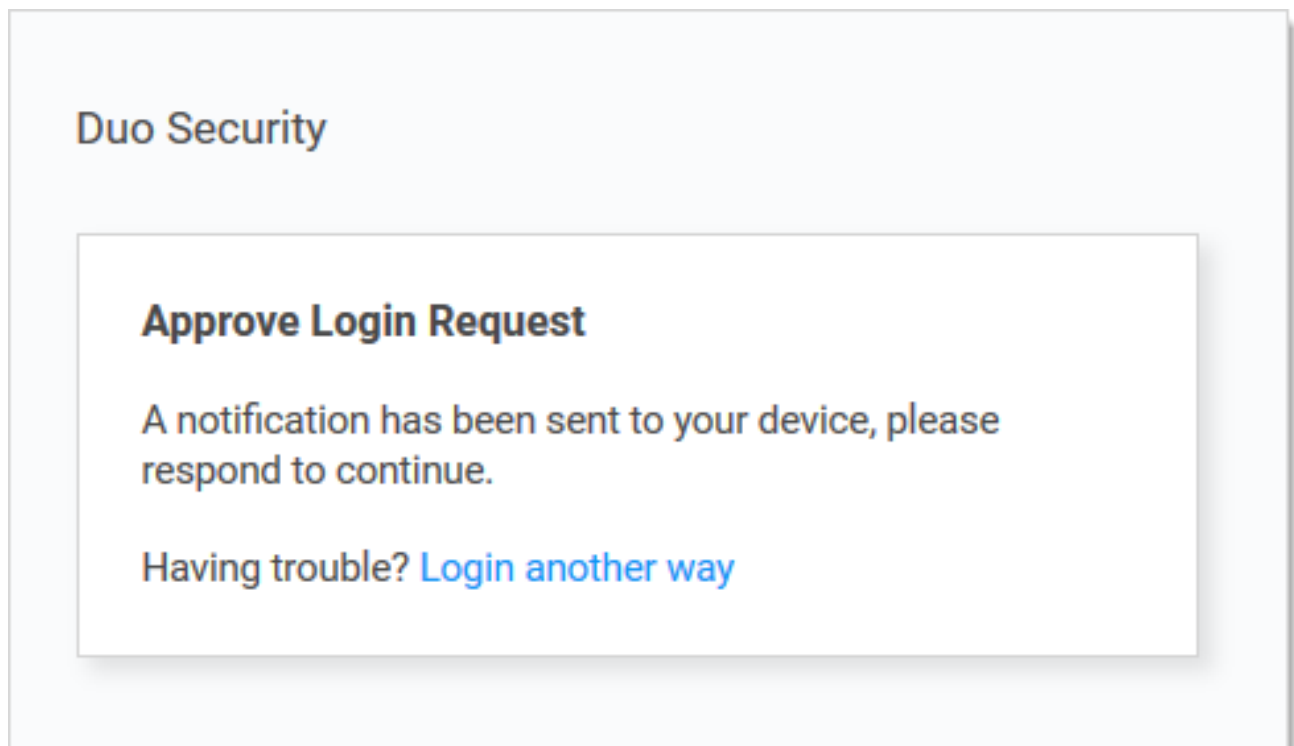 Duo Security
Approve Login Request
A notification has been sent to your device, please
respond to continue.
Having trouble? Login another way